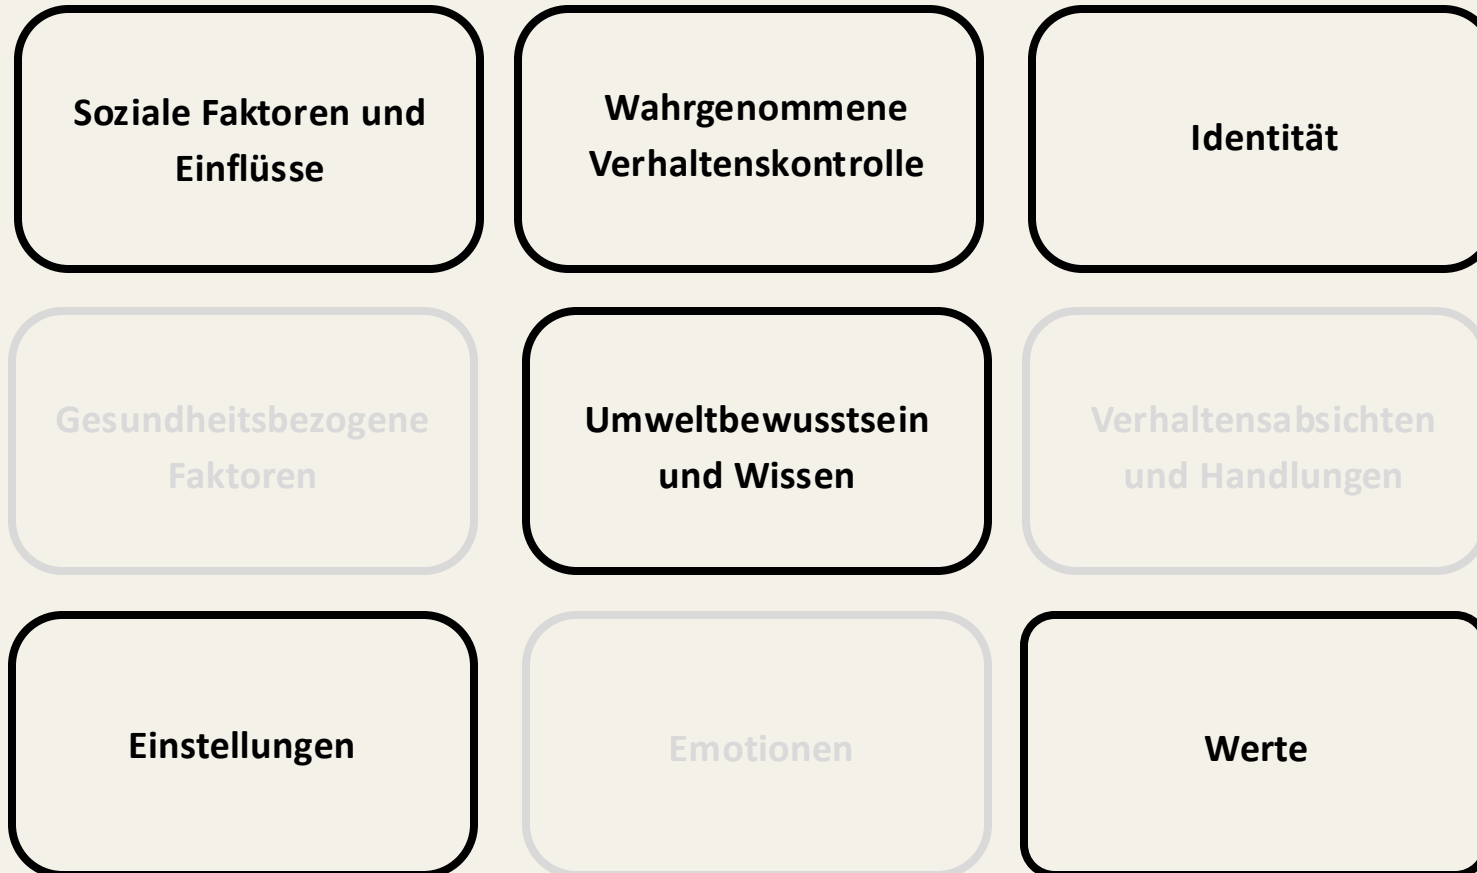 Soziale Faktoren und
Einflüsse
Wahrgenommene
Verhaltenskontrolle
Identität
Gesundheitsbezogene
Faktoren
Umweltbewusstsein
und Wissen
Verhaltensabsichten
und Handlungen
Einstellungen
Emotionen
Werte